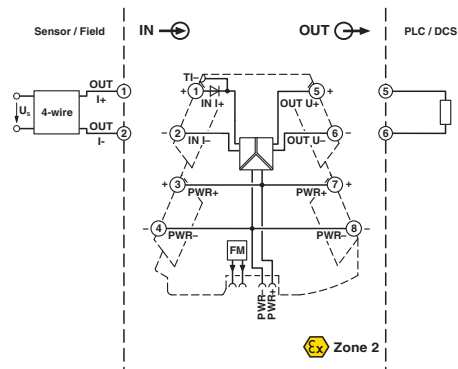 Sensor / Field
IN
OUT
PLC / DCS
TI–
OUT
I+
1
+ 1
IN I+
OUT U+
5 +
5
Us
4-wire
OUT
I-
2
– 2
IN I–
OUT U–
6 –
6
+ 3
PWR+
PWR+
7 +
– 4
PWR–
PWR–
8 –
FM
PWR–
PWR+
Ex Zone 2